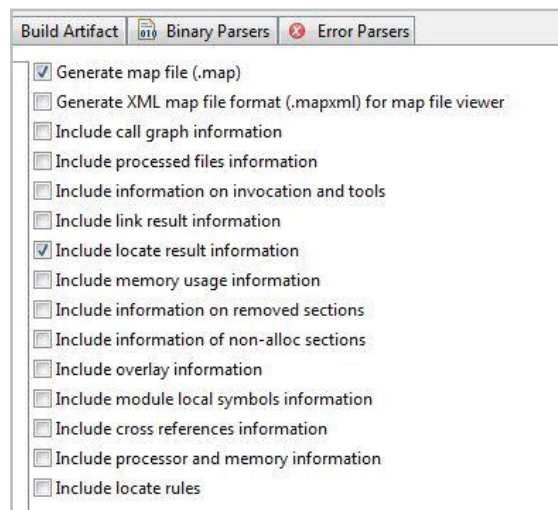 Build Artifact 010 Binary Parsers Error Parsers
Generate map file (.map)
Generate XML map file format (.mapxml) for map file viewer
Include call graph information
Include processed files information
Include information on invocation and tools
Include link result information
Include locate result information
Include memory usage information
Include information on removed sections
Include information of non-alloc sections
Include overlay information
Include module local symbols information
Include cross references information
Include processor and memory information
Include locate rules